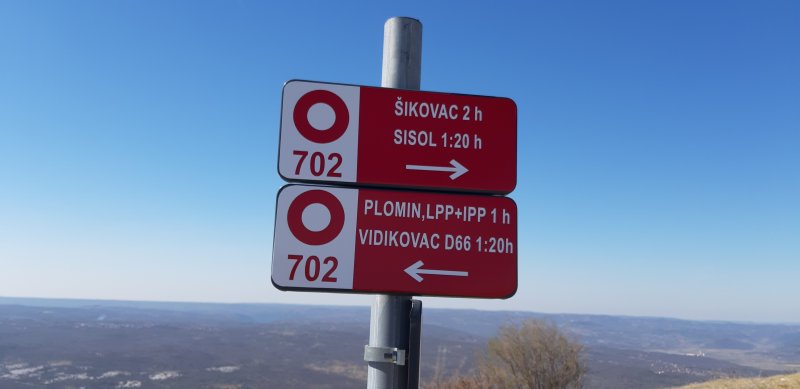 ŠIKOVAC 2 h
SISOL 1:20 h
702
PLOMIN,LPP+IPP 1 h
VIDIKOVAC D66 1:20h
702